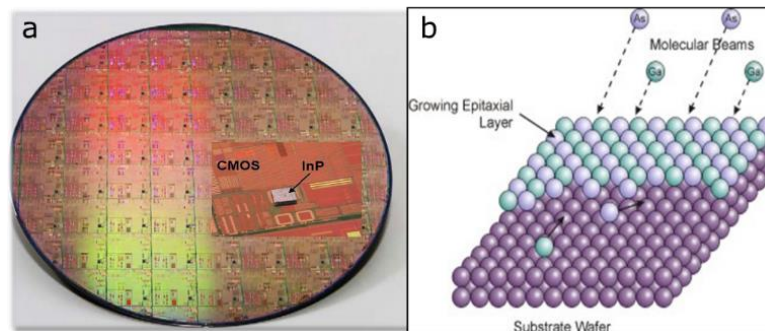 a
CMOS
InP
b
As
As
Molecular Beams
Ga
Ga
Growing Epitaxial
Layer
Substrate Wafer